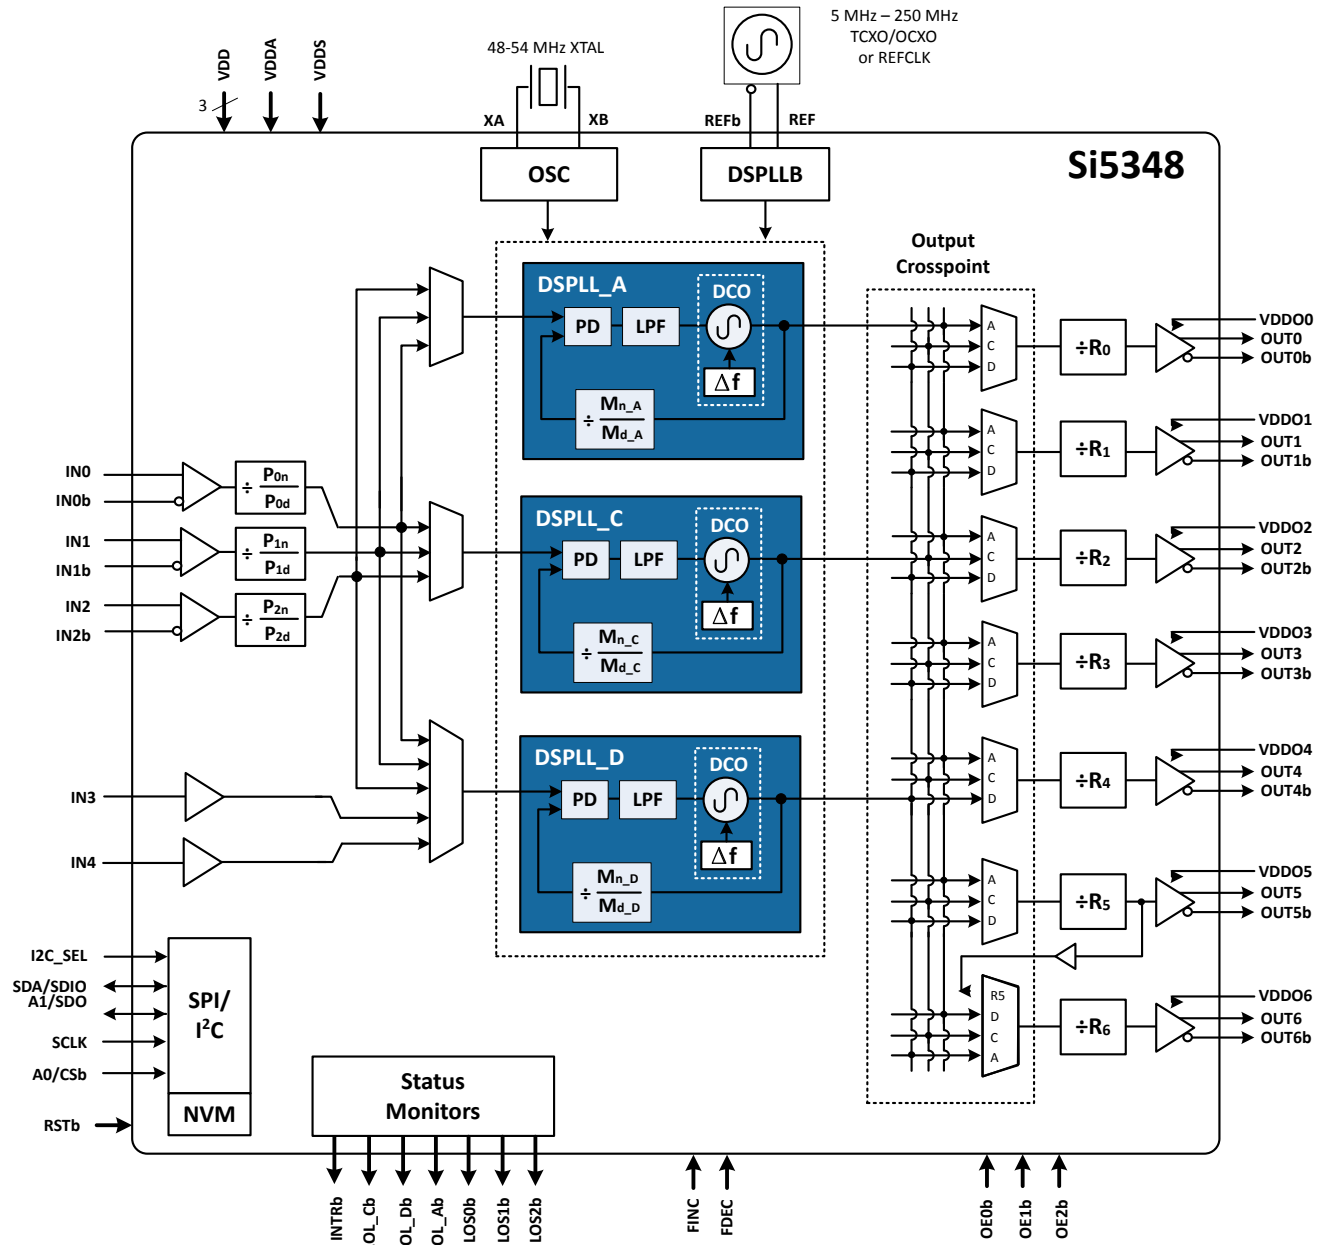 5 MHz – 250 MHz
TCXO/OCXO
or REFCLK
48-54 MHz XTAL
VDD
VDDA
VDDS
3
XA
XB
REFb
REF
OSC
DSPLLB
Si5348
Output
Crosspoint
DSPLL_A
DCO
PD
LPF
Δf
÷ Mn_A
Md_A
A
C
D
÷R0
VDDO0
OUT0
OUT0b
A
C
D
÷R1
VDDO1
OUT1
OUT1b
IN0
IN0b
÷ P0n
P0d
IN1
IN1b
÷ P1n
P1d
IN2
IN2b
÷ P2n
P2d
DSPLL_C
DCO
PD
LPF
Δf
÷ Mn_C
Md_C
A
C
D
÷R2
VDDO2
OUT2
OUT2b
A
C
D
÷R3
VDDO3
OUT3
OUT3b
IN3
IN4
DSPLL_D
DCO
PD
LPF
Δf
÷ Mn_D
Md_D
A
C
D
÷R4
VDDO4
OUT4
OUT4b
A
C
D
÷R5
VDDO5
OUT5
OUT5b
R5
D
C
A
÷R6
VDDO6
OUT6
OUT6b
I2C_SEL
SDA/SDIO
A1/SDO
SCLK
A0/CSb
RSTb
SPI/
I²C
NVM
Status
Monitors
INTRb
OL_Cb
OL_Db
OL_Ab
LOS0b
LOS1b
LOS2b
FINC
FDEC
OE0b
OE1b
OE2b